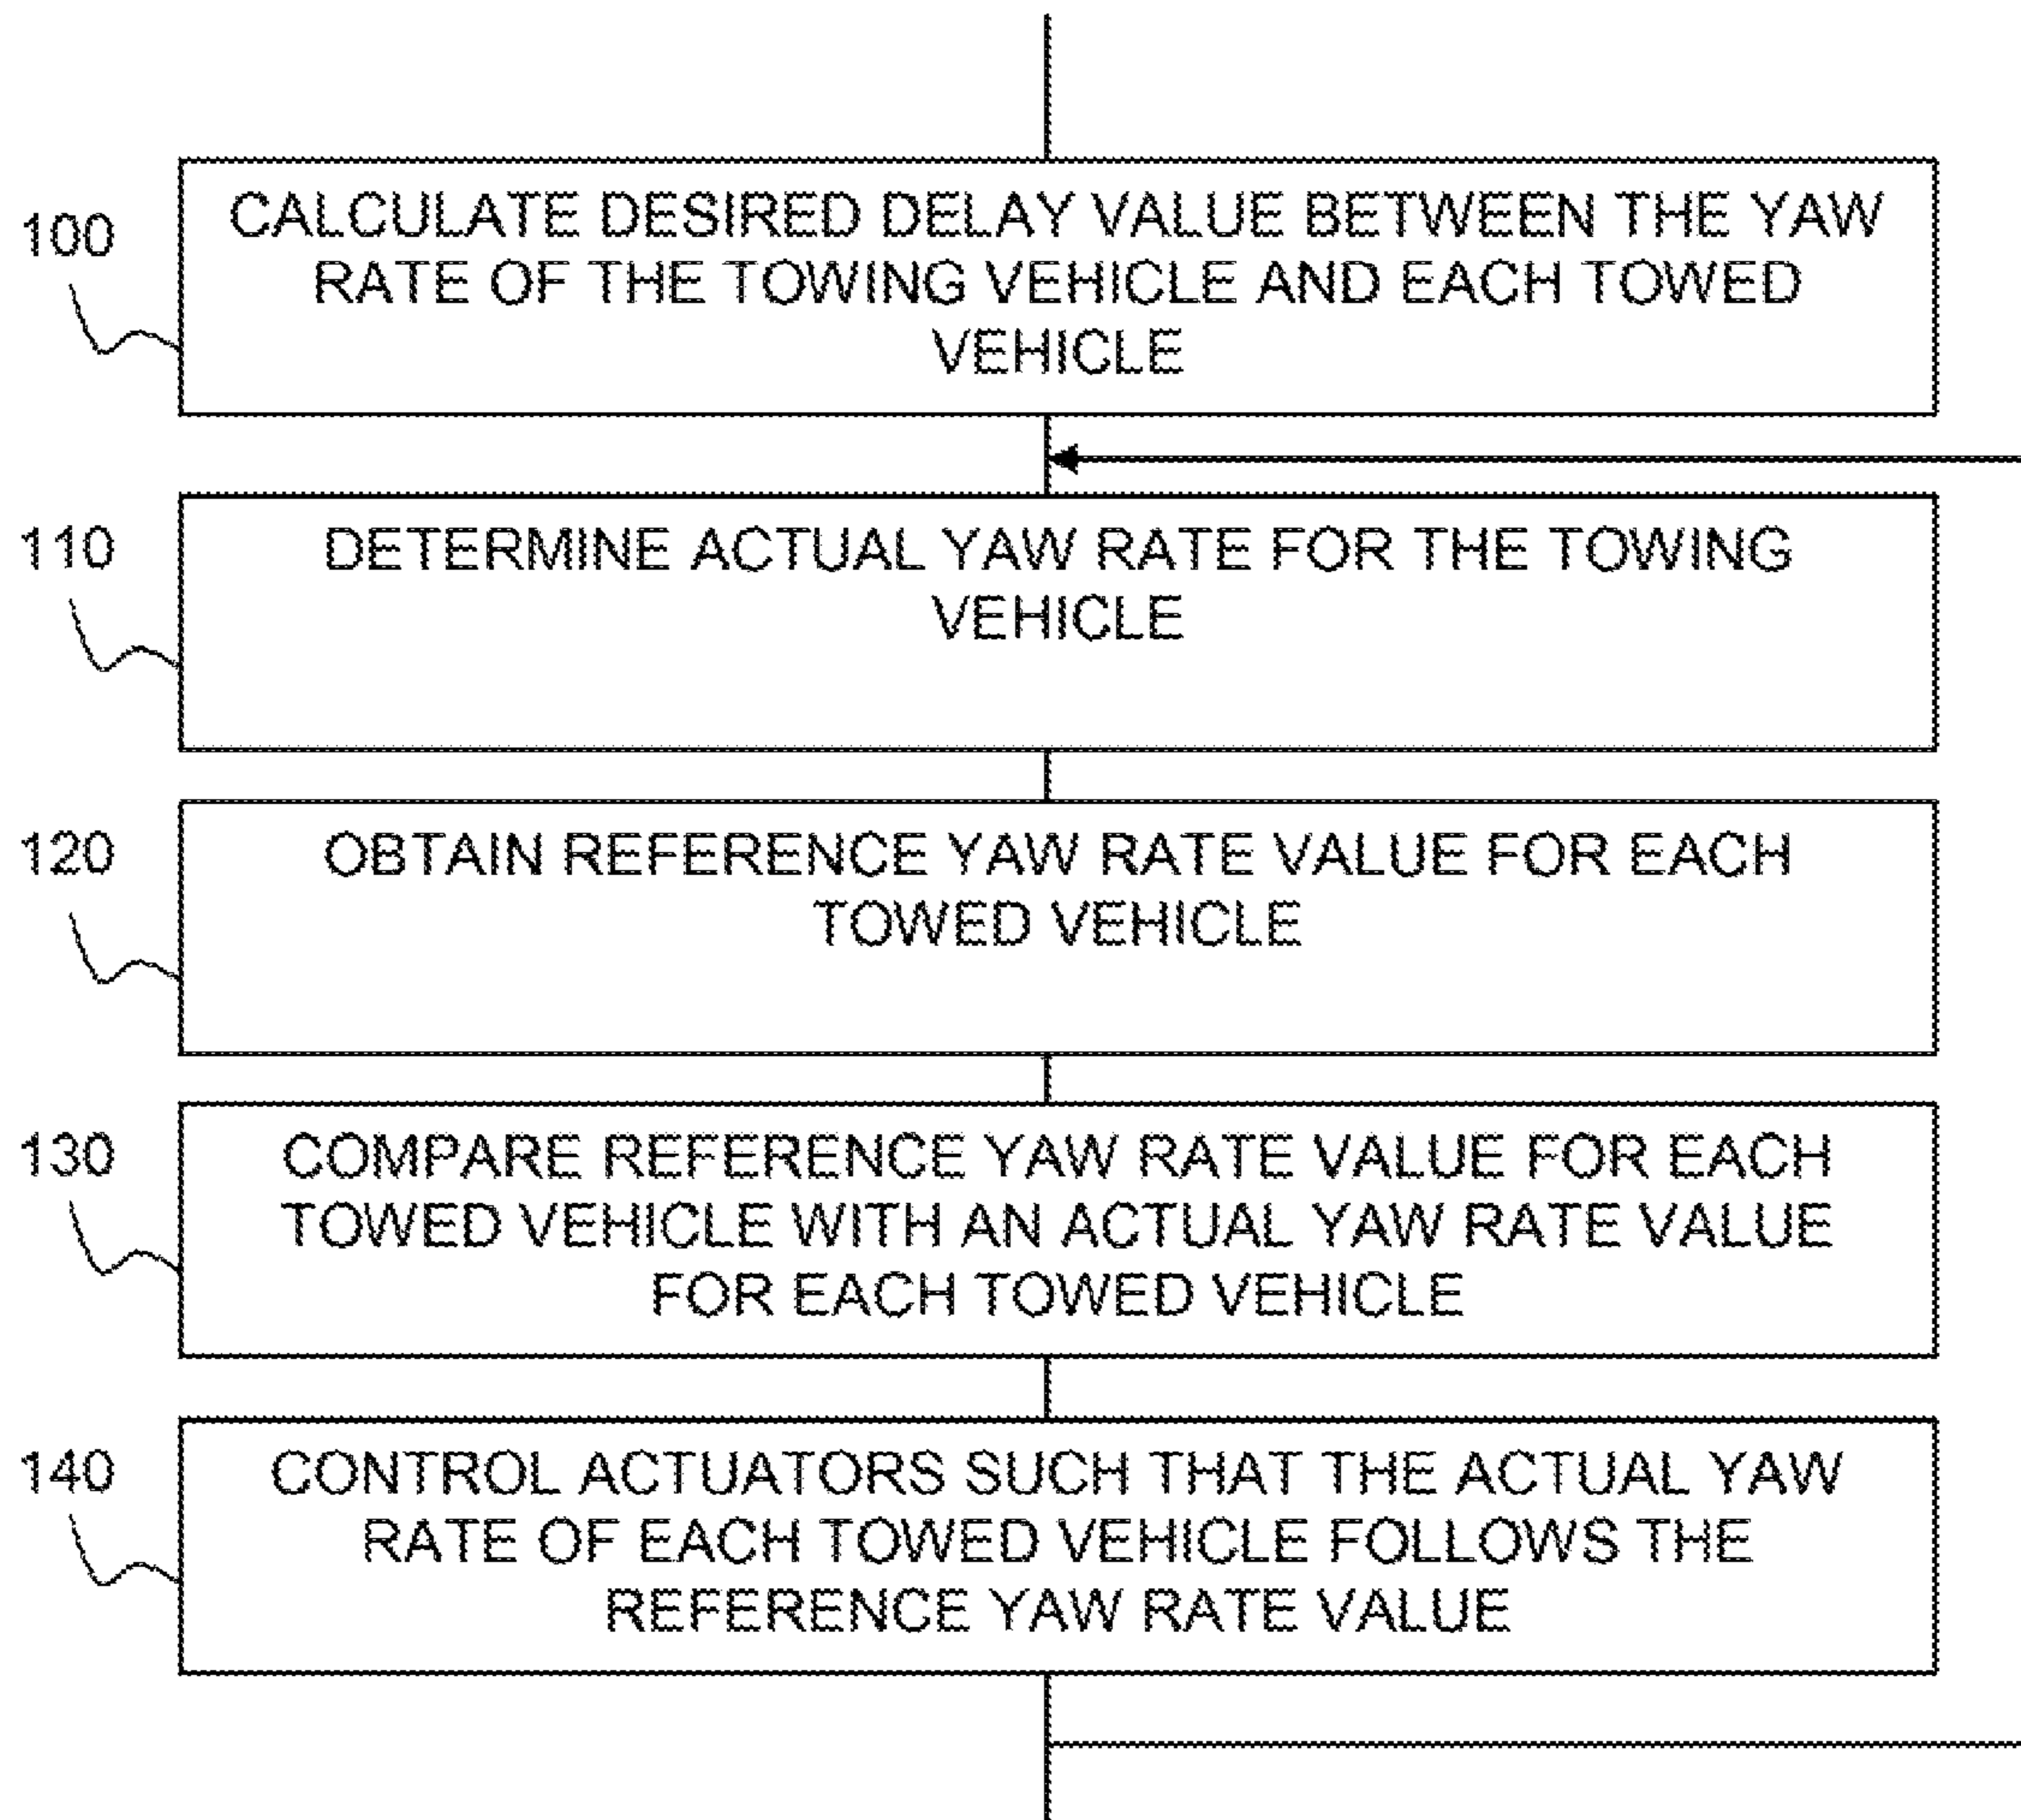 100
CALCULATE DESIRED DELAY VALUE BETWEEN THE YAW
RATE OF THE TOWING VEHICLE AND EACH TOWED
VEHICLE
110
DETERMINE ACTUAL YAW RATE FOR THE TOWING
VEHICLE
120
OBTAIN REFERENCE YAW RATE VALUE FOR EACH
TOWED VEHICLE
130
COMPARE REFERENCE YAW RATE VALUE FOR EACH
TOWED VEHICLE WITH AN ACTUAL YAW RATE VALUE
FOR EACH TOWED VEHICLE
140
CONTROL ACTUATORS SUCH THAT THE ACTUAL YAW
RATE OF EACH TOWED VEHICLE FOLLOWS THE
REFERENCE YAW RATE VALUE